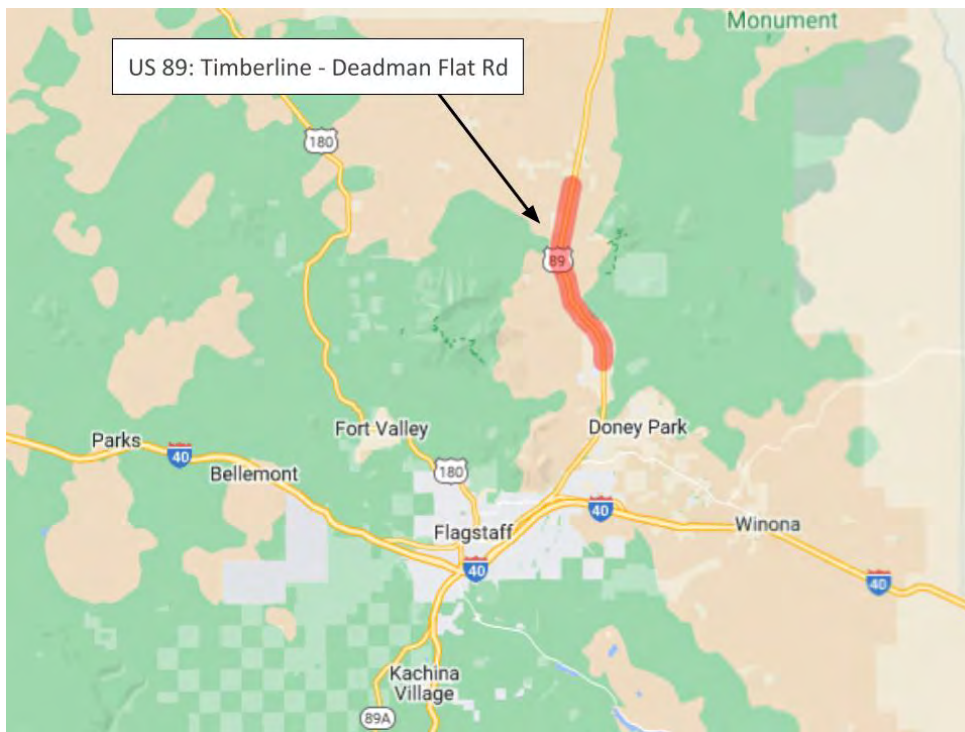 Monument
US 89: Timberline - Deadman Flat Rd
180
89
Fort Valley
Doney Park
Parks
40
Bellemont
180
40
Winona
Flagstaff
40
40
Kachina
Village
89A